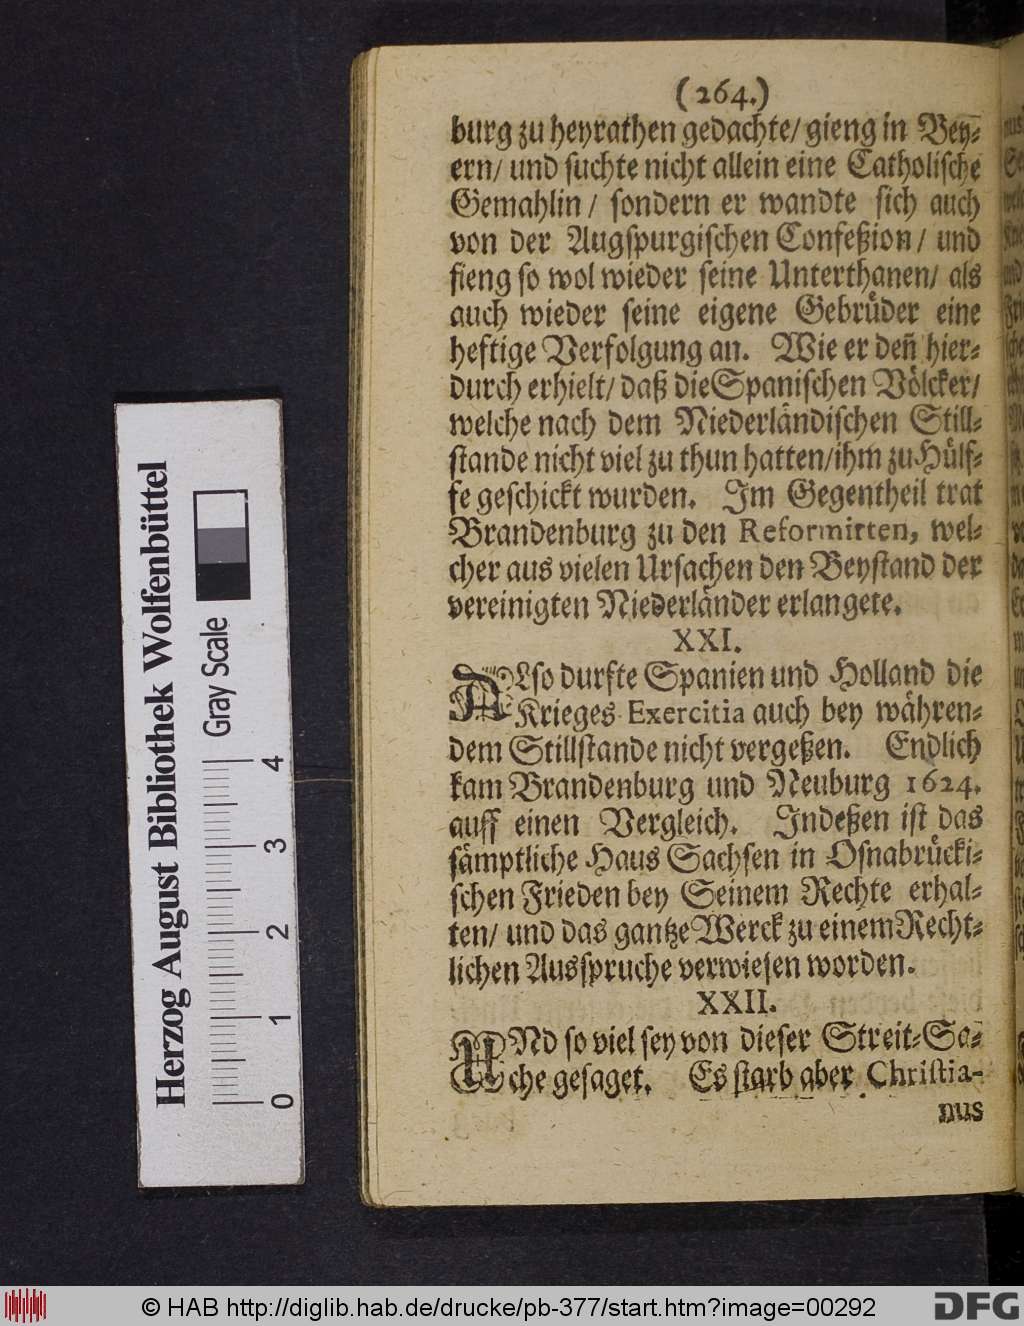 (264.)
burg zu heyrathen gedachte/ gieng in Bey⸗
ern/ und suchte nicht allein eine Catholische
Gemahlin / sondern er wandte sich auch
von der Augspurgischen Confeßion / und
fieng so wol wieder seine Unterthanen/ als
auch wieder seine eigene Gebrüder eine
heftige Verfolgung an. Wie er deñ hier⸗
durch erhielt/ daß die Spanischen Völcker/
welche nach dem Niederländischen Still⸗
stande nicht viel zu thun hatten/ ihm zu Hülf⸗
fe geschickt wurden. Im Gegentheil trat
Brandenburg zu den Reformirten, wel⸗
cher aus vielen Ursachen den Beystand der
vereinigten Niederländer erlangete.
XXI.
ALso durfte Spanien und Holland die
Krieges Exercitia auch bey währen⸗
dem Stillstande nicht vergeßen. Endlich
kam Brandenburg und Neuburg 1624.
auff einen Vergleich. Indeßen ist das
sämptliche Haus Sachsen in Osnabrücki⸗
schen Frieden bey Seinem Rechte erhal⸗
ten/ und das gantze Werck zu einem Recht⸗
lichen Ausspruche verwiesen worden.
XXII.
UNd so viel sey von dieser Streit⸗Sa⸗
che gesaget. Es starb aber Christia-
nus
Herzog August Bibliothek Wolfenbüttel
Gray Scale
0 1 2 3 4
© HAB http://diglib.hab.de/drucke/pb-377/start.htm?image=00292
DFG